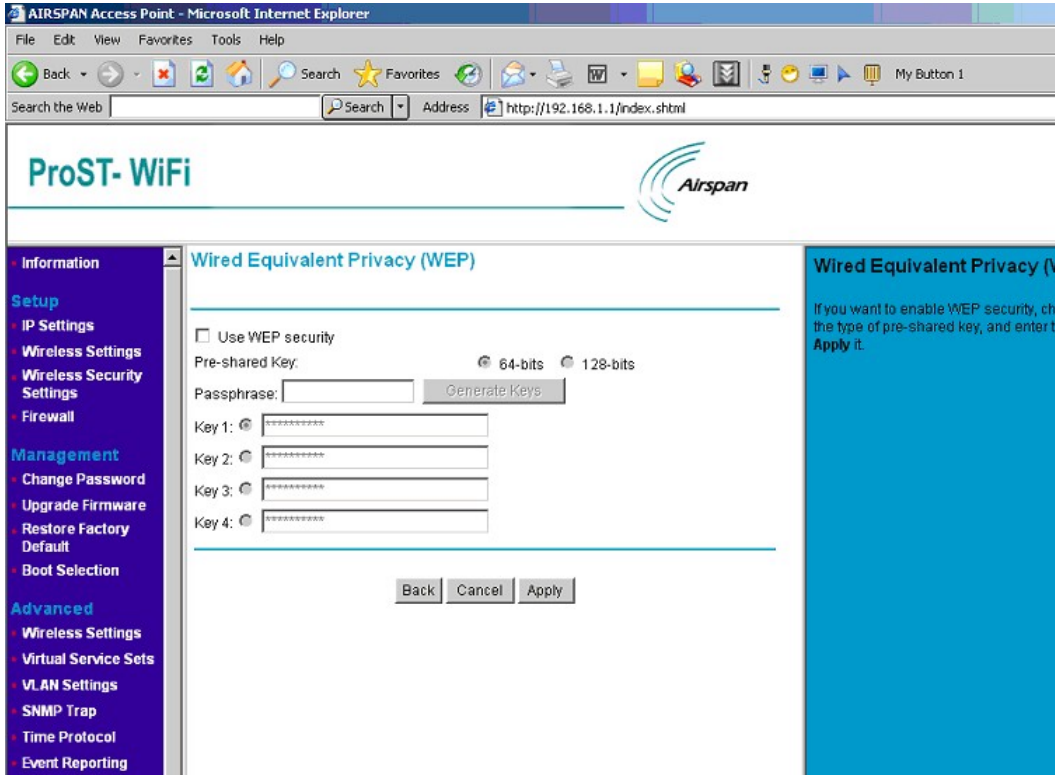 AIRSPAN Access Point - Microsoft Internet Explorer
File Edit View Favorites Tools Help
Back Search Favorites My Button 1
Search the Web Search Address http://192.168.1.1/index.shtml
ProST- WiFi
Airspan
Information
Setup
IP Settings
Wireless Settings
Wireless Security
Settings
Firewall
Management
Change Password
Upgrade Firmware
Restore Factory
Default
Boot Selection
Advanced
Wireless Settings
Virtual Service Sets
VLAN Settings
SNMP Trap
Time Protocol
Event Reporting
Wired Equivalent Privacy (WEP)
Use WEP security
Pre-shared Key: 64-bits 128-bits
Passphrase: Generate Keys
Key 1: **********
Key 2: **********
Key 3: **********
Key 4: **********
Back Cancel Apply
Wired Equivalent Privacy
If you want to enable WEP security,
the type of pre-shared key, and enter
Apply it.